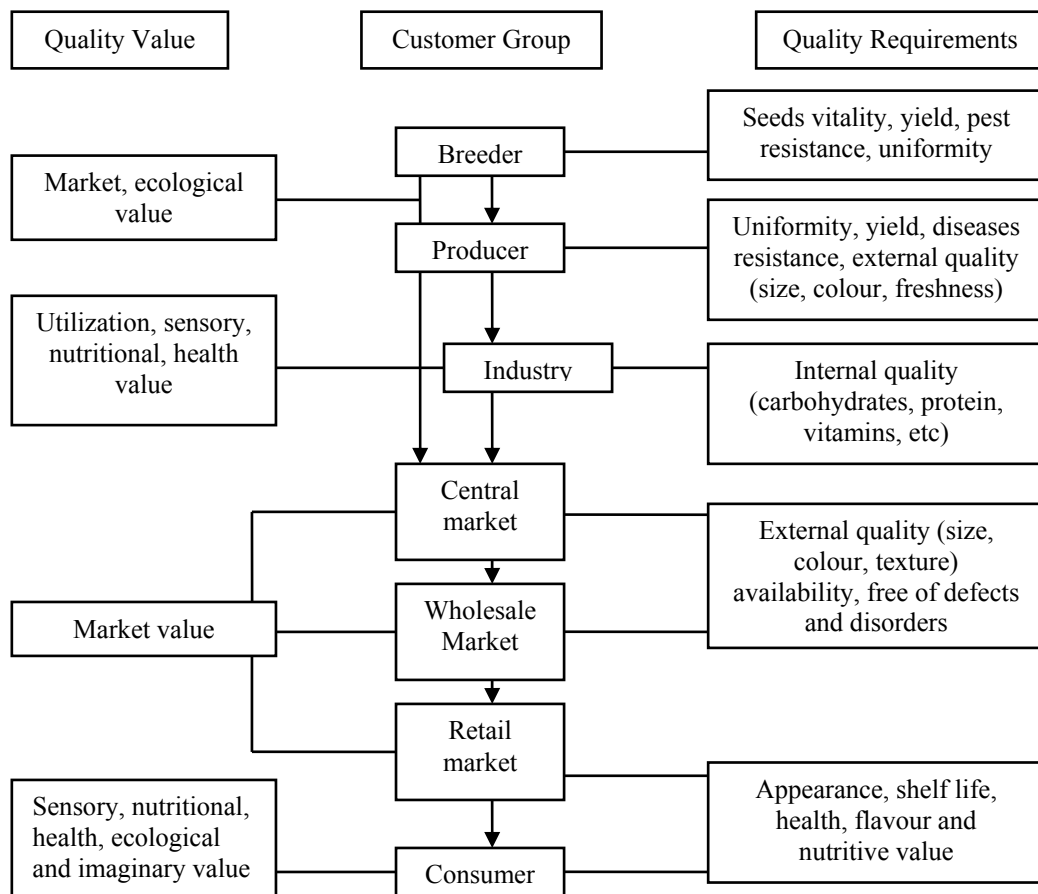 Quality Value
Customer Group
Quality Requirements
Breeder
Seeds vitality, yield, pest
resistance, uniformity
Market, ecological
value
Producer
Uniformity, yield, diseases
resistance, external quality
(size, colour, freshness)
Utilization, sensory,
nutritional, health
value
Industry
Internal quality
(carbohydrates, protein,
vitamins, etc)
Central
market
External quality (size,
colour, texture)
availability, free of defects
and disorders
Market value
Wholesale
Market
Retail
market
Sensory, nutritional,
health, ecological
and imaginary value
Appearance, shelf life,
health, flavour and
nutritive value
Consumer